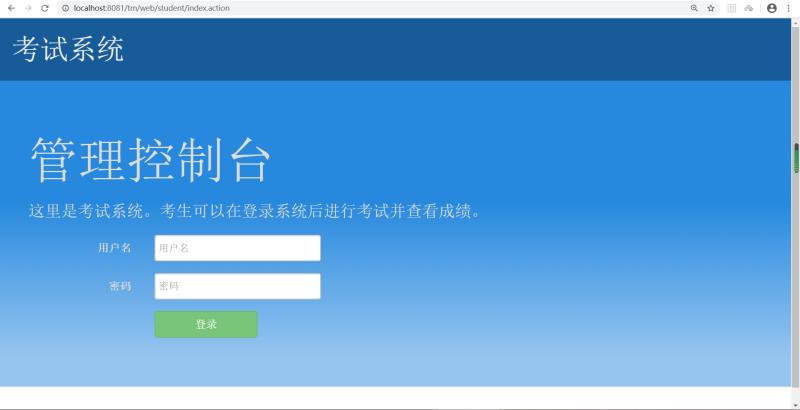 localhost:8081/tm/web/student/index.action
考试系统
管理控制台
这里是考试系统。考生可以在登录系统后进行考试并查看成绩。
用户名 用户名
密码 密码
登录